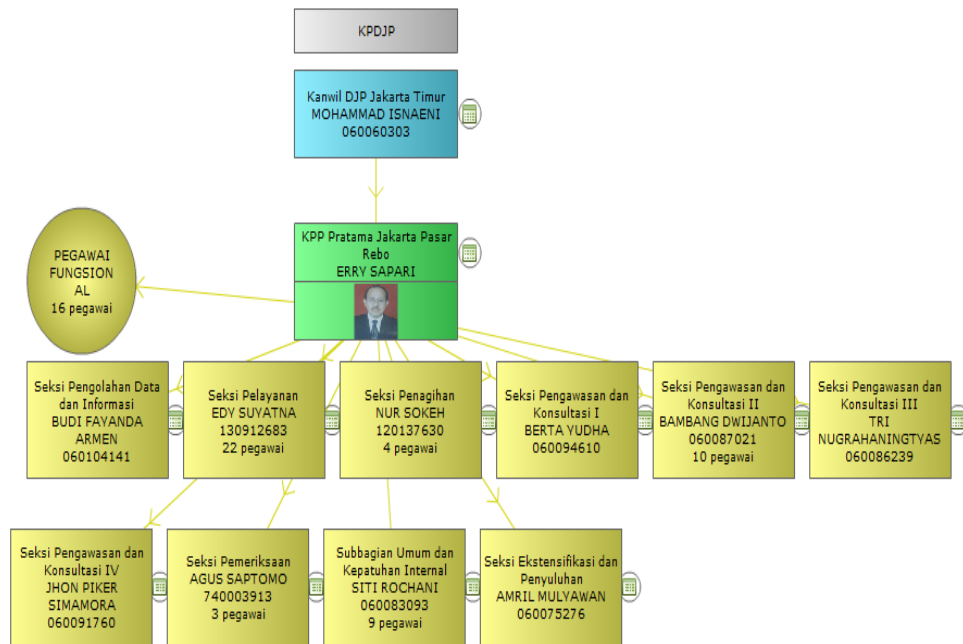 KPDJP
Kanwil DJP Jakarta Timur
MOHAMMAD ISNAENI
060060303
KPP Pratama Jakarta Pasar
Rebo
ERRY SAPARI
PEGAWAI
FUNGSION
AL
16 pegawai
Seksi Pengolahan Data
dan Informasi
BUDI FAYANDA
ARMEN
060104141
Seksi Pelayanan
EDY SUYATNA
130912683
22 pegawai
Seksi Penagihan
NUR SOKEH
120137630
4 pegawai
Seksi Pengawasan dan
Konsultasi I
BERTA YUDHA
060094610
Seksi Pengawasan dan
Konsultasi II
BAMBANG DWIJANTO
060087021
10 pegawai
Seksi Pengawasan dan
Konsultasi III
TRI
NUGRAHANINGTYAS
060086239
Seksi Pengawasan dan
Konsultasi IV
JHON PIKER
SIMAMORA
060091760
Seksi Pemeriksaan
AGUS SAPTOMO
740003913
3 pegawai
Subbagian Umum dan
Kepatuhan Internal
SITI ROCHANI
060083093
9 pegawai
Seksi Ekstensifikasi dan
Penyuluhan
AMRIL MULYAWAN
060075276